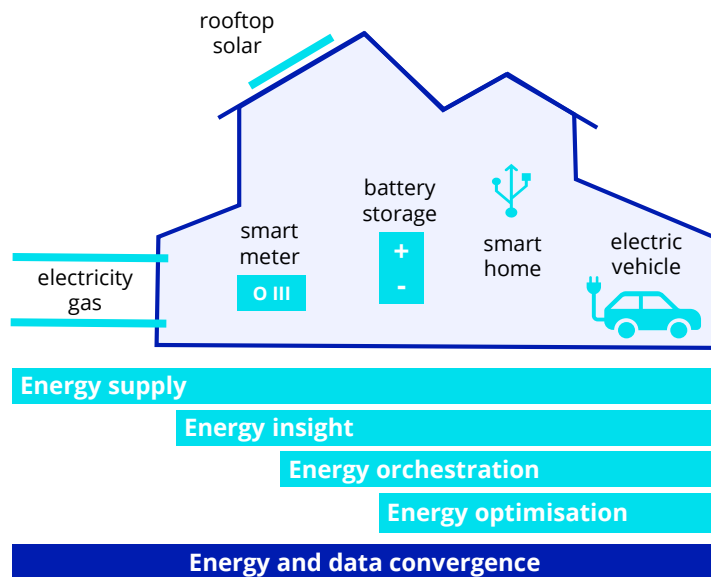 rooftop
solar
battery
storage
smart
meter
smart
home
electric
vehicle
electricity
gas
+
-
O III
Energy supply
Energy insight
Energy orchestration
Energy optimisation
Energy and data convergence